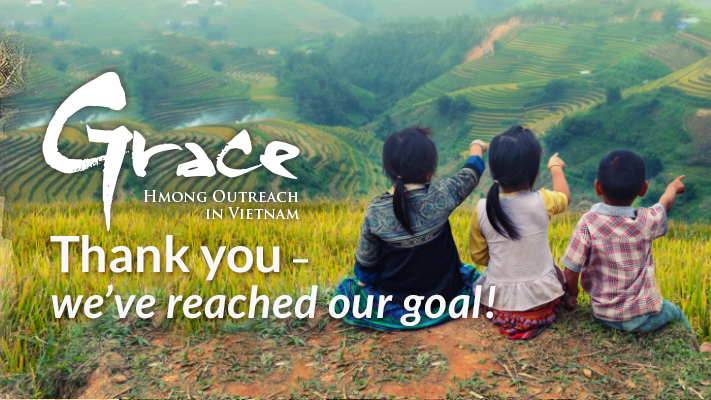 Grace
Hmong Outreach
in Vietnam
Thank you –
we've reached our goal!